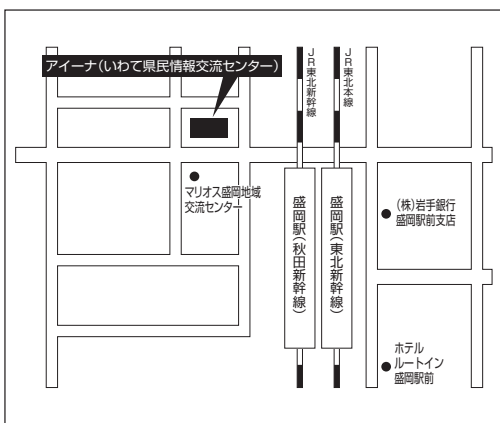 アイーナ(いわて県民情報交流センター)
JR東北新幹線
JR東北本線
マリオス盛岡地域
交流センター
盛岡駅(秋田新幹線)
盛岡駅(東北新幹線)
(株)岩手銀行
盛岡駅前支店
ホテル
ルートイン
盛岡駅前